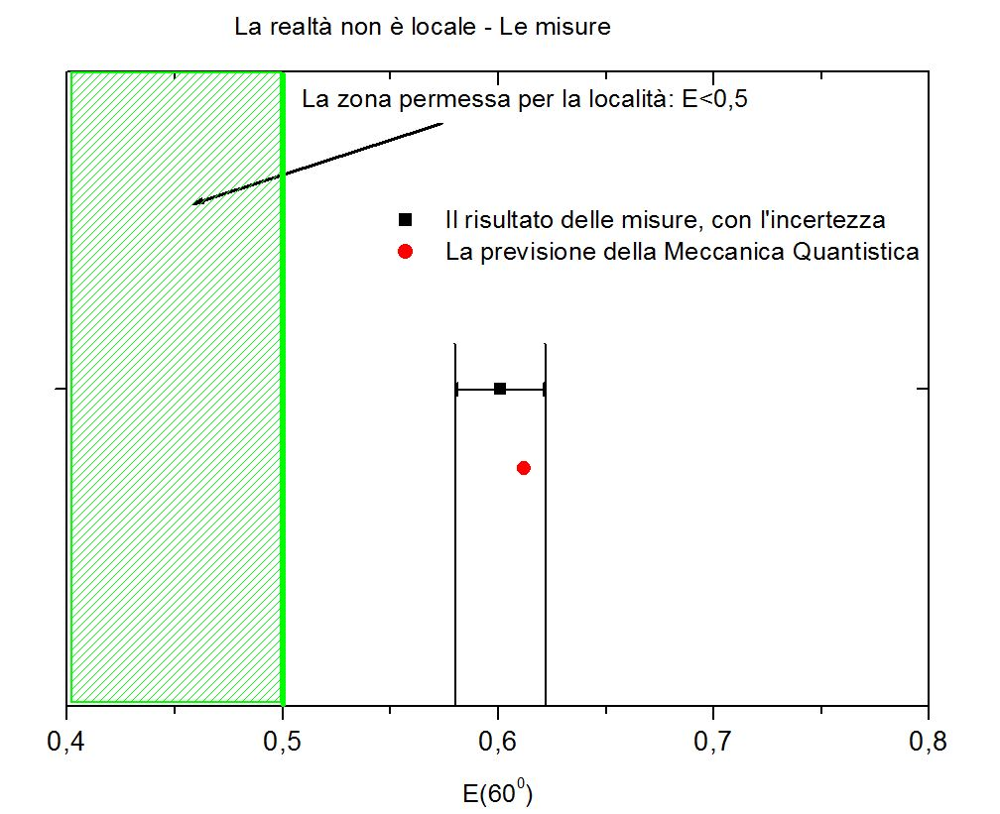 La realtà non è locale - Le misure
La zona permessa per la località: E<0,5
Il risultato delle misure, con l'incertezza
La previsione della Meccanica Quantistica
0,4 0,5 0,6 0,7 0,8
E(60⁰)